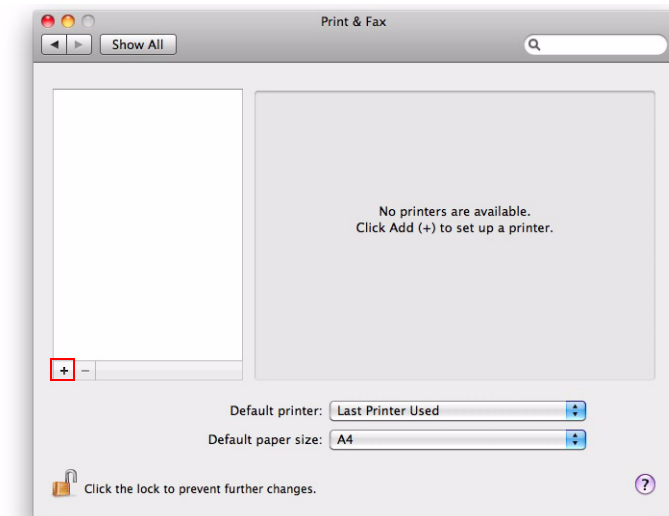 Print & Fax
Show All
No printers are available.
Click Add (+) to set up a printer.
+ −
Default printer: Last Printer Used
Default paper size: A4
Click the lock to prevent further changes.
?